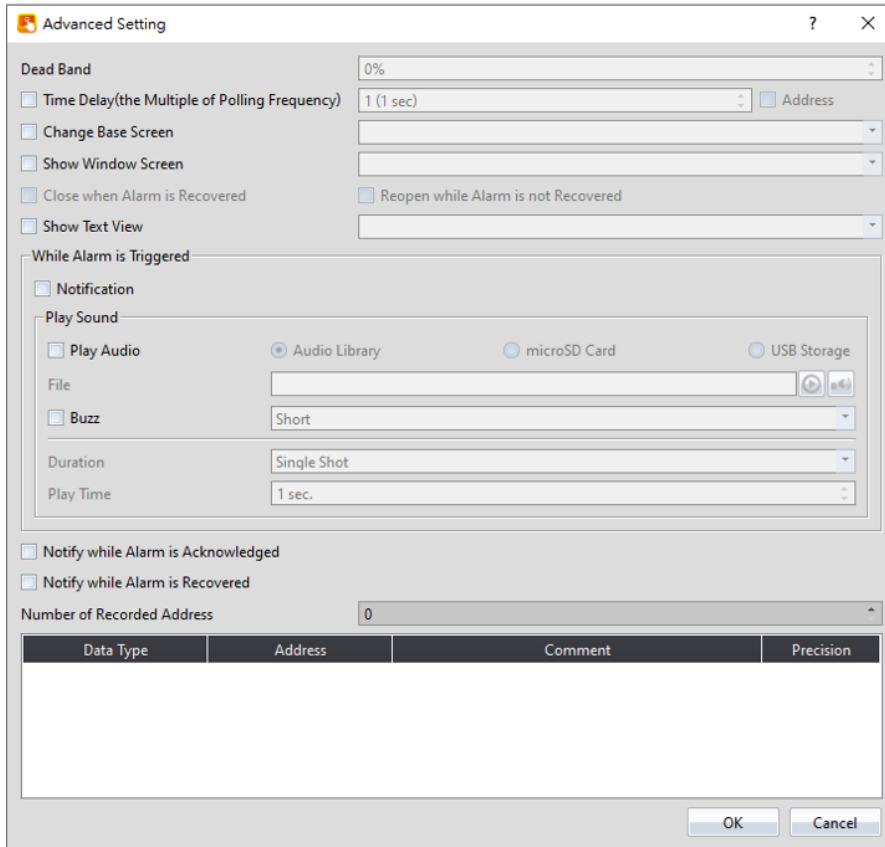 Advanced Setting ?
Dead Band 0%
Time Delay(the Multiple of Polling Frequency) 1 (1 sec) Address
Change Base Screen
Show Window Screen
Close when Alarm is Recovered Reopen while Alarm is not Recovered
Show Text View
While Alarm is Triggered
Notification
Play Sound
Play Audio Audio Library microSD Card USB Storage
File
Buzz Short
Duration Single Shot
Play Time 1 sec.
Notify while Alarm is Acknowledged
Notify while Alarm is Recovered
Number of Recorded Address 0
Data Type Address Comment Precision
OK Cancel